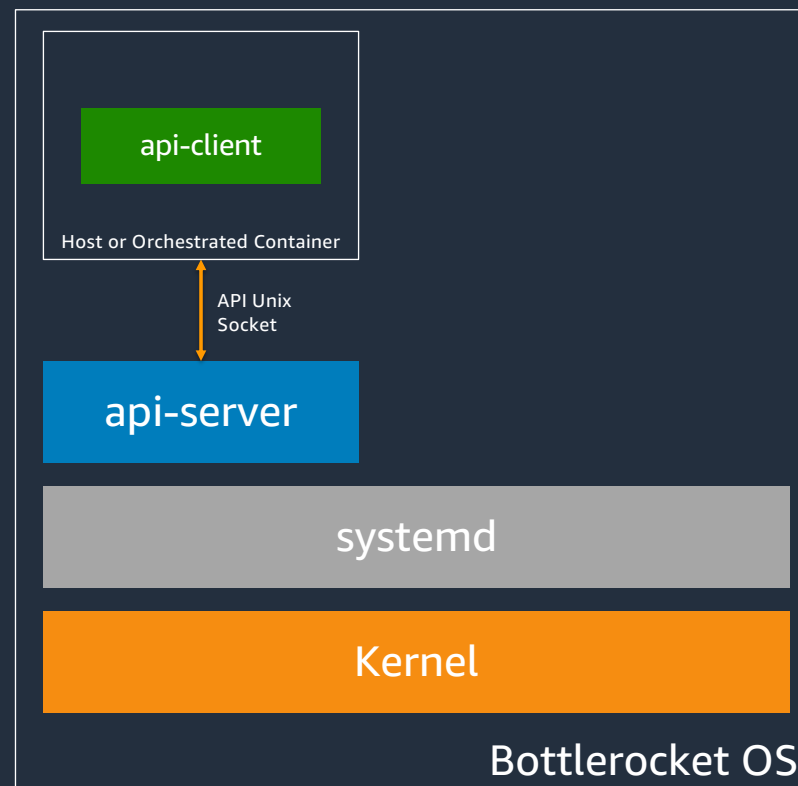 api-client
Host or Orchestrated Container
API Unix
Socket
api-server
systemd
Kernel
Bottlerocket OS